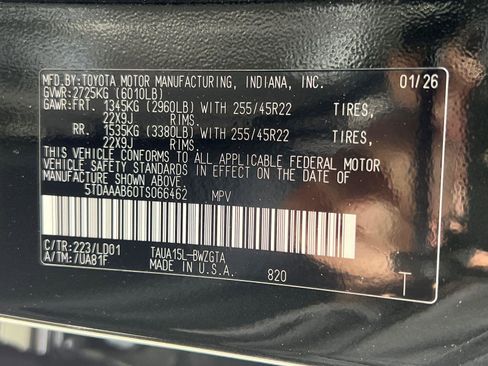 MFD.BY:TOYOTA MOTOR MANUFACTURING, INDIANA, INC. 01/26
GVWR:2725KG (6010LB)
GAWR:FRT. 1345KG (2960LB) WITH 255/45R22 TIRES,
22X9J RIMS.
RR. 1535KG (3380LB) WITH 255/45R22 TIRES,
22X9J RIMS.
THIS VEHICLE CONFORMS TO ALL APPLICABLE FEDERAL MOTOR
VEHICLE SAFETY STANDARDS IN EFFECT ON THE DATE OF
MANUFACTURE SHOWN ABOVE.
5TDAAAB60TS066462 MPV
C/TR:223/LD01 TAUA15L-BWZGTA
A/TM:/UA81F MADE IN U.S.A. 820 T